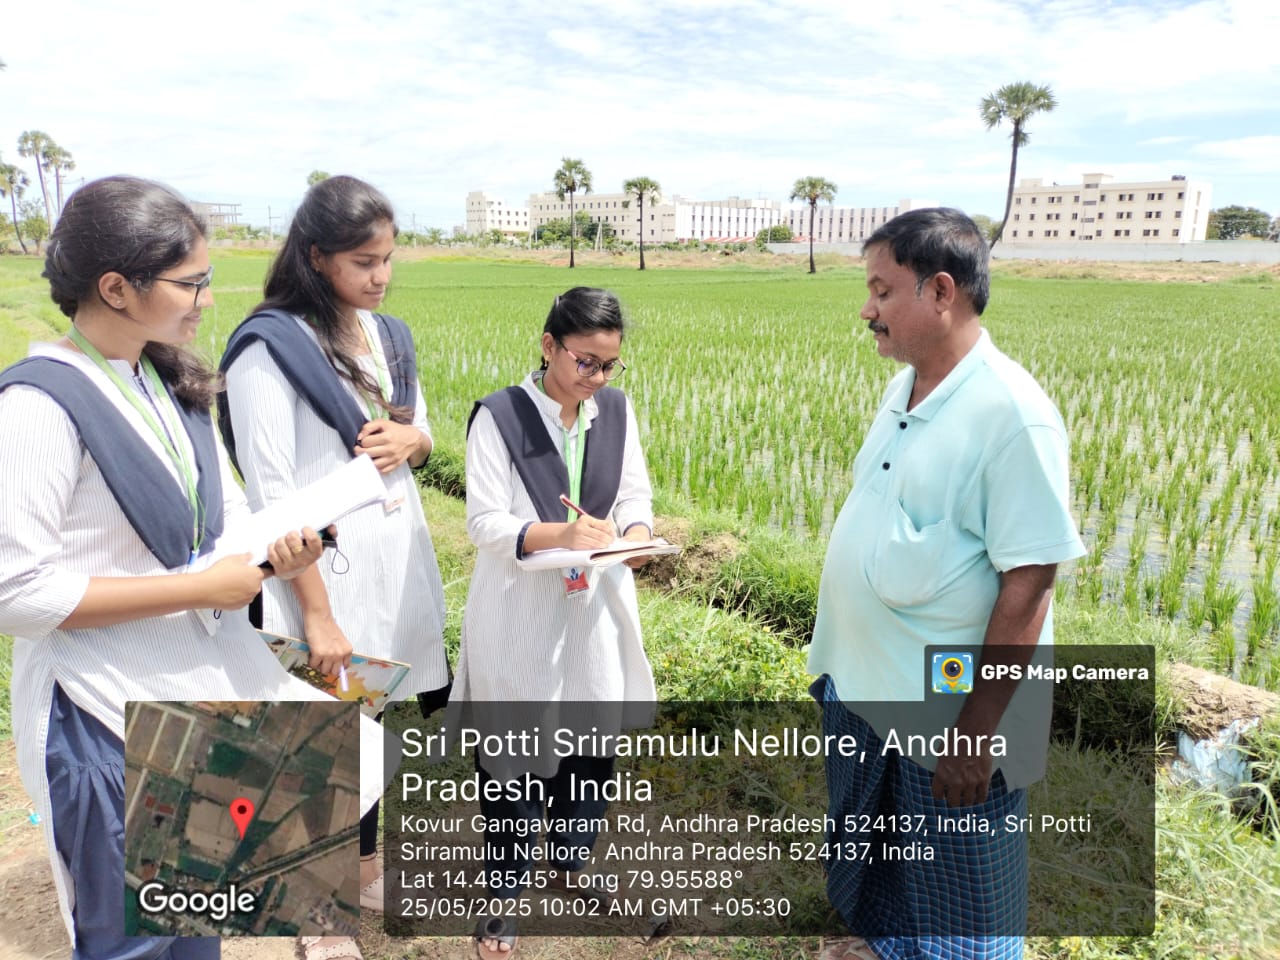 GPS Map Camera
Sri Potti Sriramulu Nellore, Andhra
Pradesh, India
Kovur Gangavaram Rd, Andhra Pradesh 524137, India, Sri Potti
Sriramulu Nellore, Andhra Pradesh 524137, India
Lat 14.48545° Long 79.95588°
25/05/2025 10:02 AM GMT +05:30
Google